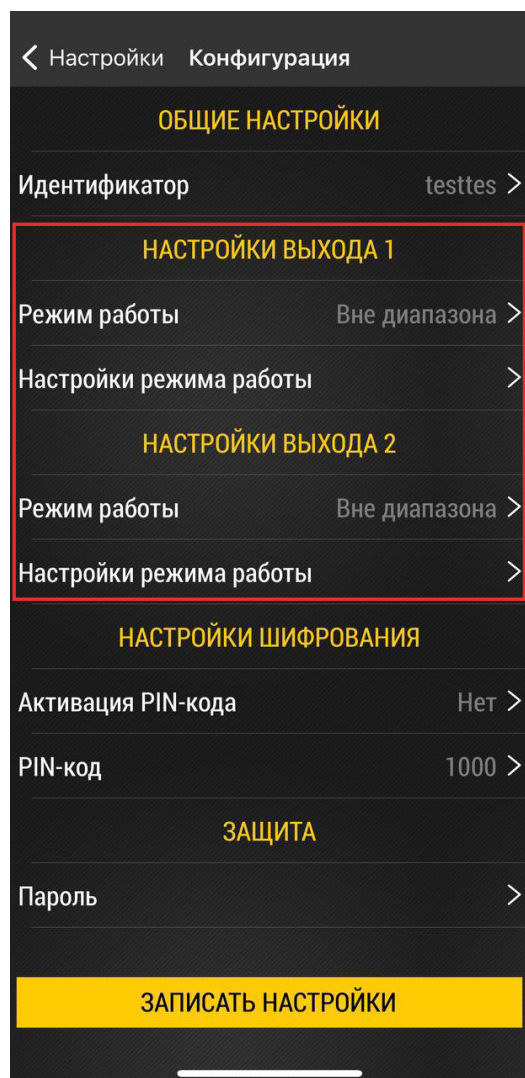 Настройки Конфигурация
ОБЩИЕ НАСТРОЙКИ
Идентификатор testtes
НАСТРОЙКИ ВЫХОДА 1
Режим работы Вне диапазона
Настройки режима работы
НАСТРОЙКИ ВЫХОДА 2
Режим работы Вне диапазона
Настройки режима работы
НАСТРОЙКИ ШИФРОВАНИЯ
Активация PIN-кода Нет
PIN-код 1000
ЗАЩИТА
Пароль
ЗАПИСАТЬ НАСТРОЙКИ